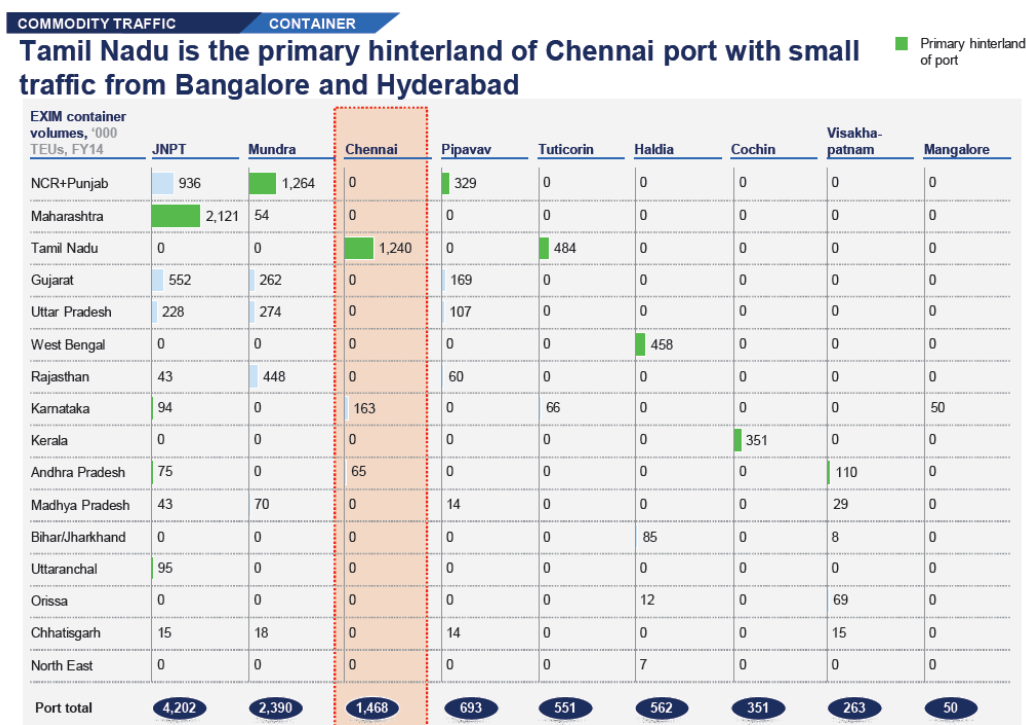 COMMODITY TRAFFIC CONTAINER
Tamil Nadu is the primary hinterland of Chennai port with small
traffic from Bangalore and Hyderabad
Primary hinterland
of port
EXIM container
volumes, ‘000
TEUs, FY14
JNPT Mundra Chennai Pipavav Tuticorin Haldia Cochin Visakha-
patnam Mangalore
NCR+Punjab 936 1,264 0 329 0 0 0 0 0
Maharashtra 2,121 54 0 0 0 0 0 0 0
Tamil Nadu 0 0 1,240 0 484 0 0 0 0
Gujarat 552 262 0 169 0 0 0 0 0
Uttar Pradesh 228 274 0 107 0 0 0 0 0
West Bengal 0 0 0 0 0 458 0 0 0
Rajasthan 43 448 0 60 0 0 0 0 0
Karnataka 94 0 163 0 66 0 0 0 50
Kerala 0 0 0 0 0 0 351 0 0
Andhra Pradesh 75 0 65 0 0 0 0 110 0
Madhya Pradesh 43 70 0 14 0 0 0 29 0
Bihar/Jharkhand 0 0 0 0 0 85 0 8 0
Uttaranchal 95 0 0 0 0 0 0 0 0
Orissa 0 0 0 0 0 12 0 69 0
Chhatisgarh 15 18 0 14 0 0 0 15 0
North East 0 0 0 0 0 7 0 0 0
Port total 4,202 2,390 1,468 693 551 562 351 263 50